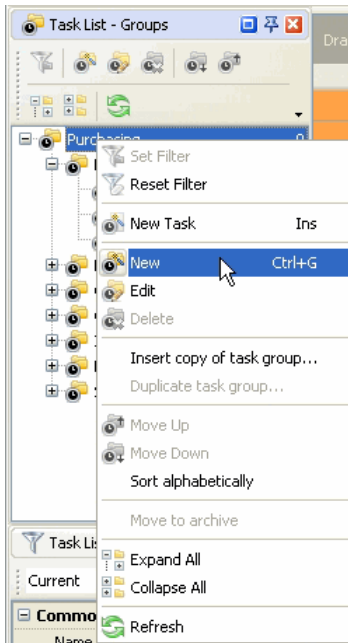 Task List - Groups
Dra
Purchasing
Set Filter
Reset Filter
New Task Ins
New Ctrl+G
Edit
Delete
Insert copy of task group...
Duplicate task group...
Move Up
Move Down
Sort alphabetically
Move to archive
Expand All
Collapse All
Refresh
Task Lis
Current
Commo
Name